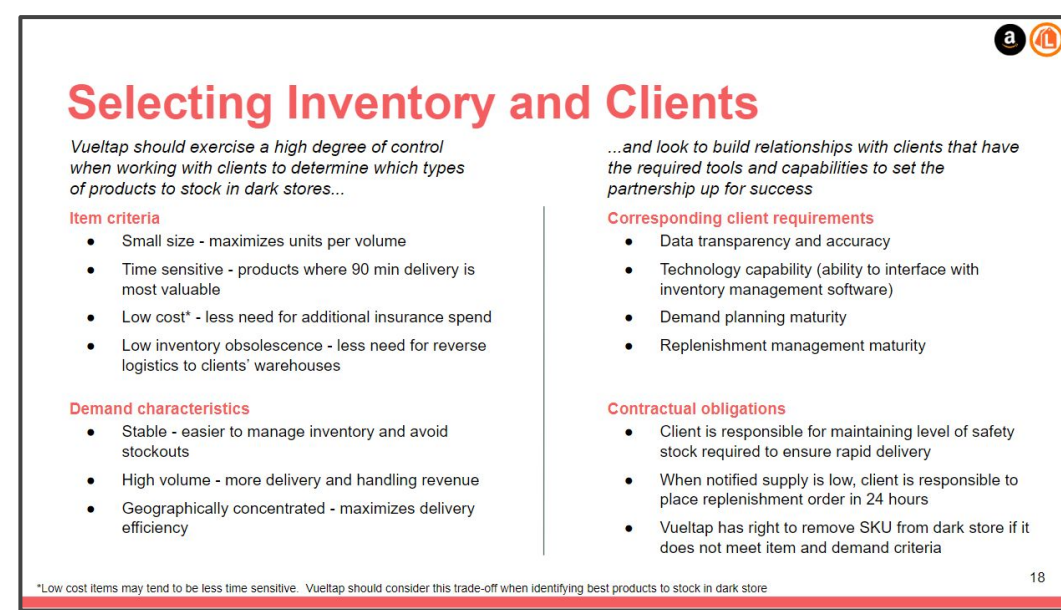 a L
Selecting Inventory and Clients
Vueltap should exercise a high degree of control
when working with clients to determine which types
of products to stock in dark stores...
Item criteria
● Small size - maximizes units per volume
● Time sensitive - products where 90 min delivery is
most valuable
● Low cost* - less need for additional insurance spend
● Low inventory obsolescence - less need for reverse
logistics to clients’ warehouses
Demand characteristics
● Stable - easier to manage inventory and avoid
stockouts
● High volume - more delivery and handling revenue
● Geographically concentrated - maximizes delivery
efficiency
...and look to build relationships with clients that have
the required tools and capabilities to set the
partnership up for success
Corresponding client requirements
● Data transparency and accuracy
● Technology capability (ability to interface with
inventory management software)
● Demand planning maturity
● Replenishment management maturity
Contractual obligations
● Client is responsible for maintaining level of safety
stock required to ensure rapid delivery
● When notified supply is low, client is responsible to
place replenishment order in 24 hours
● Vueltap has right to remove SKU from dark store if it
does not meet item and demand criteria
*Low cost items may tend to be less time sensitive. Vueltap should consider this trade-off when identifying best products to stock in dark store
18